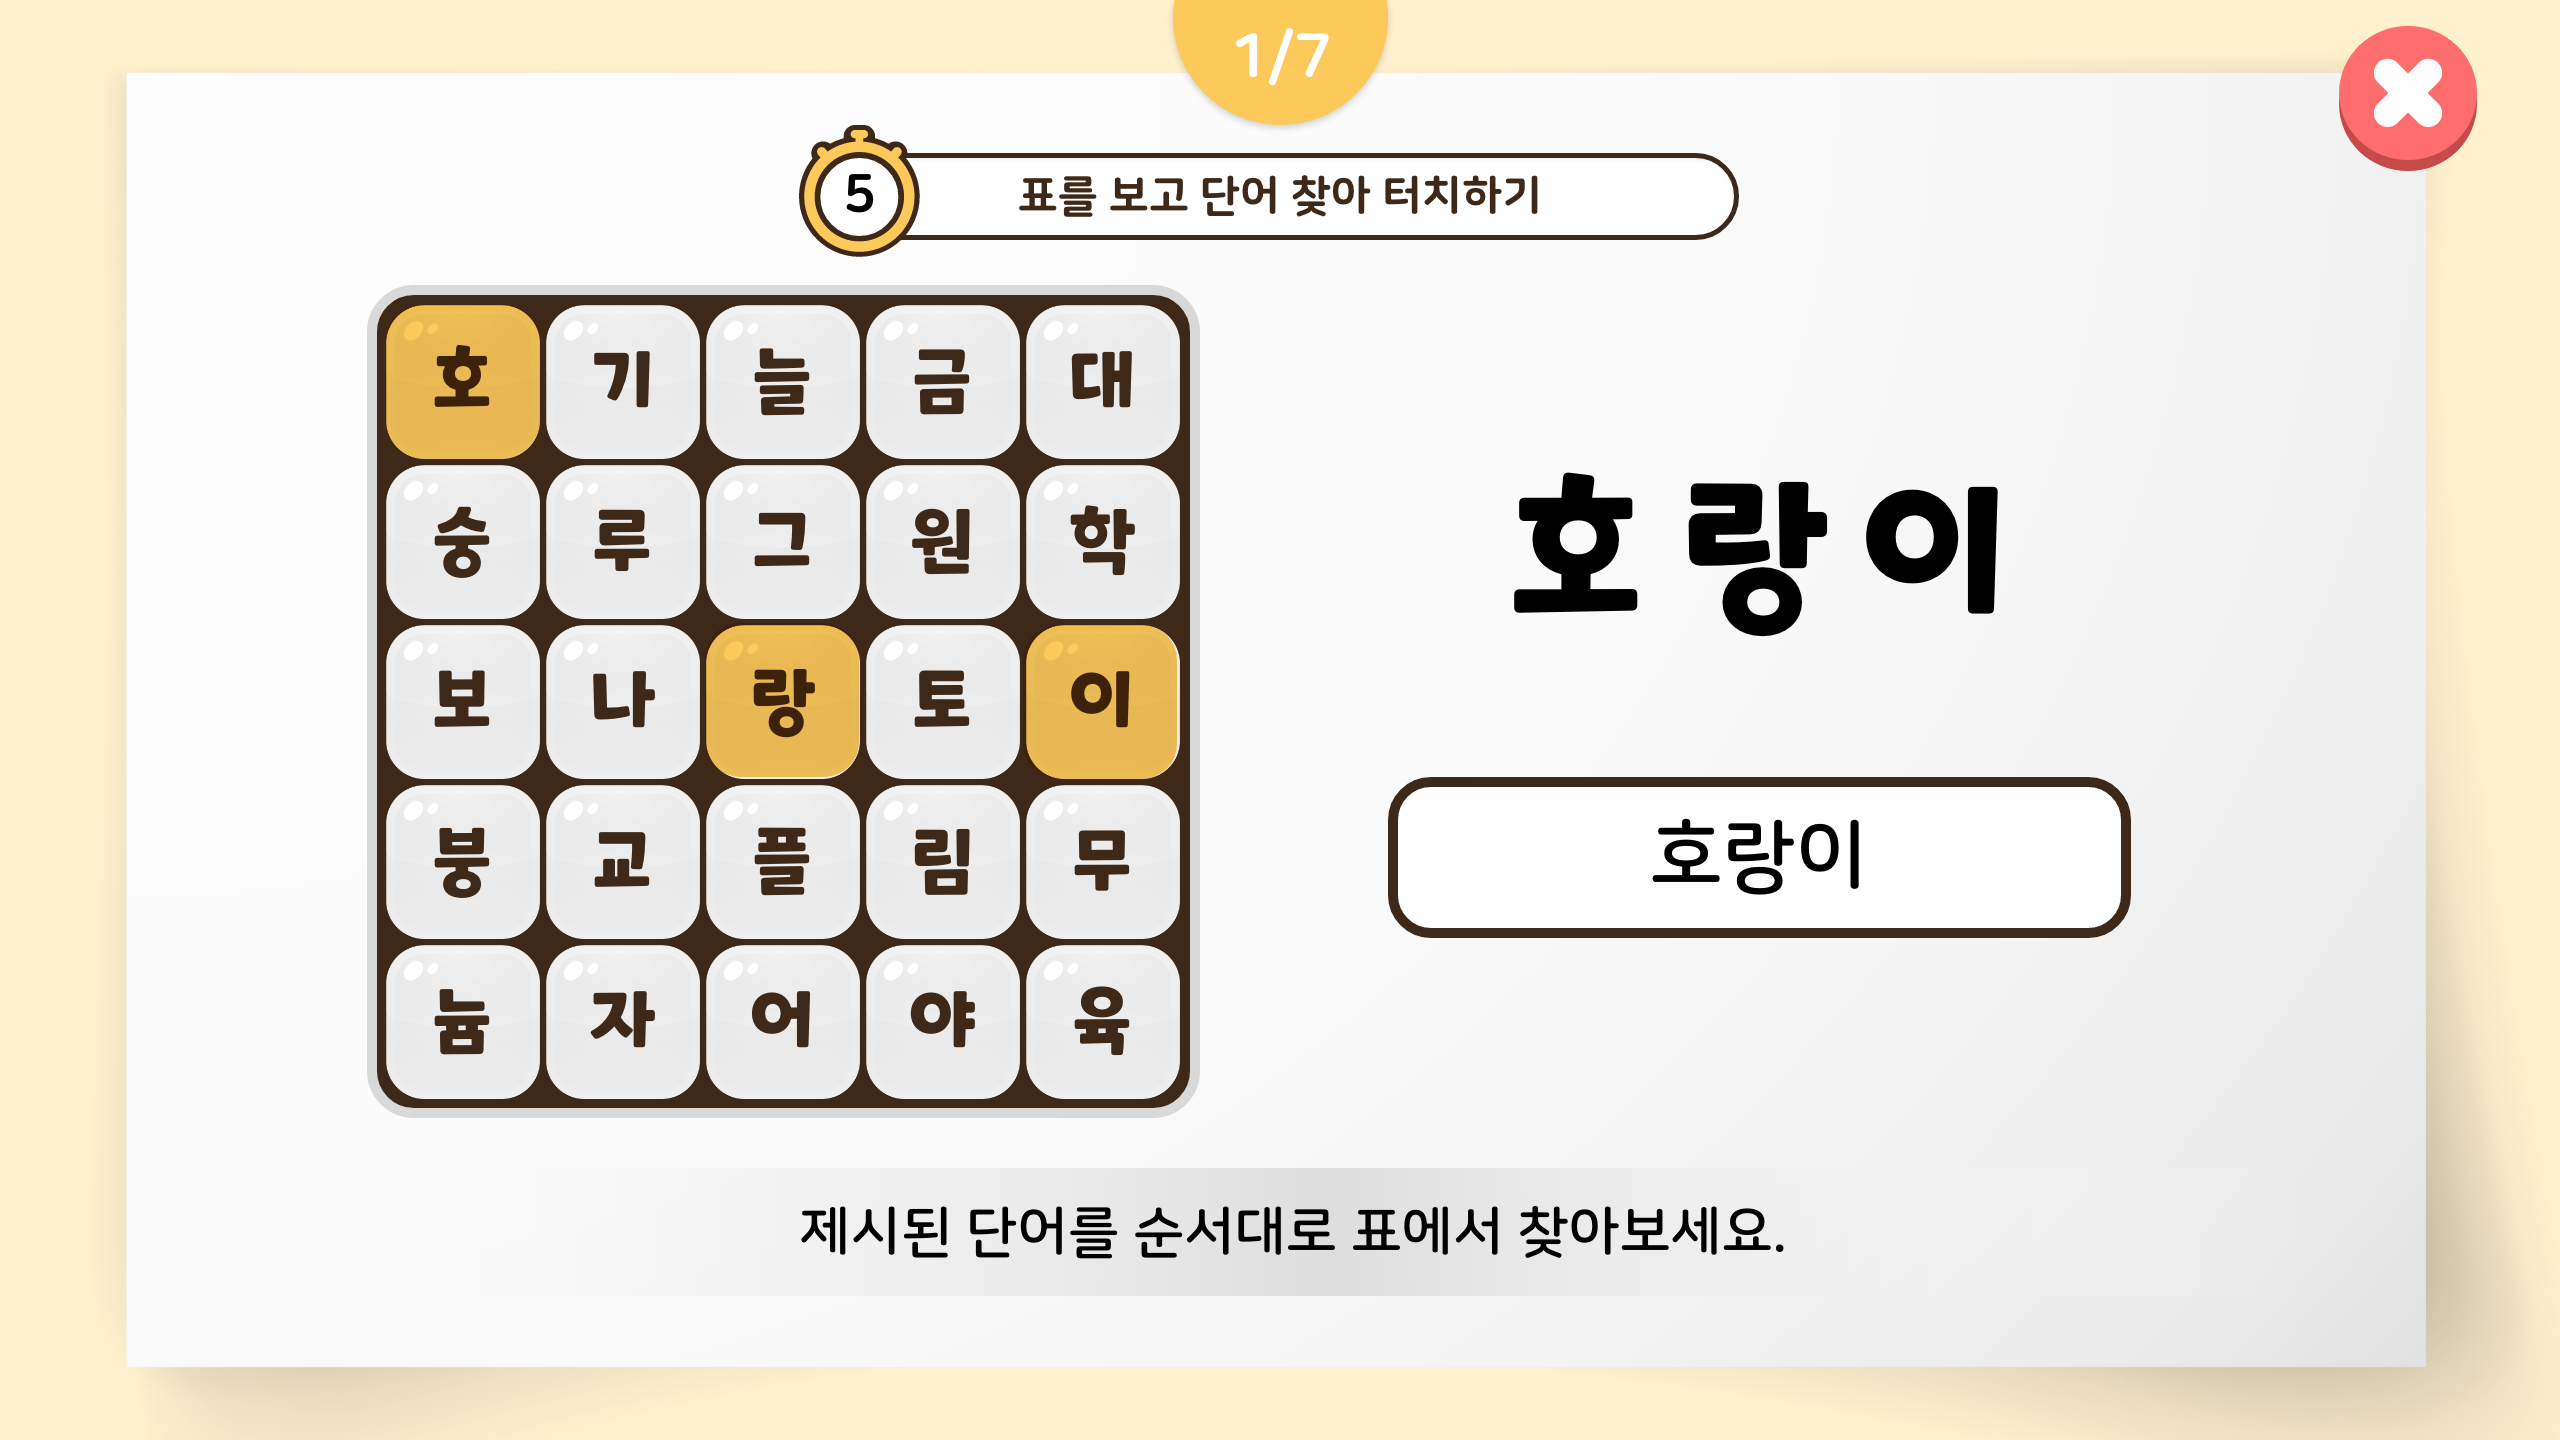 1/7
5
표를 보고 단어 찾아 터치하기
호 기 늘 금 대
숭 루 그 원 학
보 나 랑 토 이
붕 교 플 림 무
늄 자 어 야 육
호랑이
호랑이
제시된 단어를 순서대로 표에서 찾아보세요.